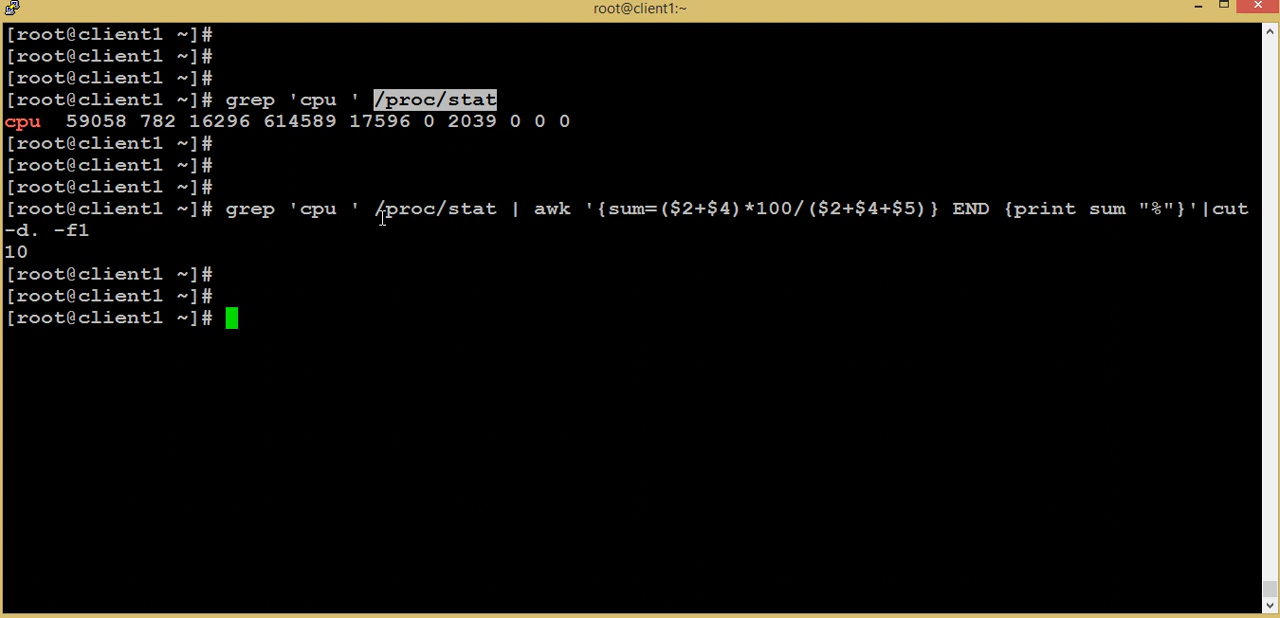 root@client1:~
[root@client1 ~]#
[root@client1 ~]#
[root@client1 ~]#
[root@client1 ~]# grep 'cpu ' /proc/stat
cpu  59058 782 16296 614589 17596 0 2039 0 0 0
[root@client1 ~]#
[root@client1 ~]#
[root@client1 ~]#
[root@client1 ~]# grep 'cpu ' /proc/stat | awk '{sum=($2+$4)*100/($2+$4+$5)} END {print sum "%"}'|cut
-d. -f1
10
[root@client1 ~]#
[root@client1 ~]#
[root@client1 ~]#